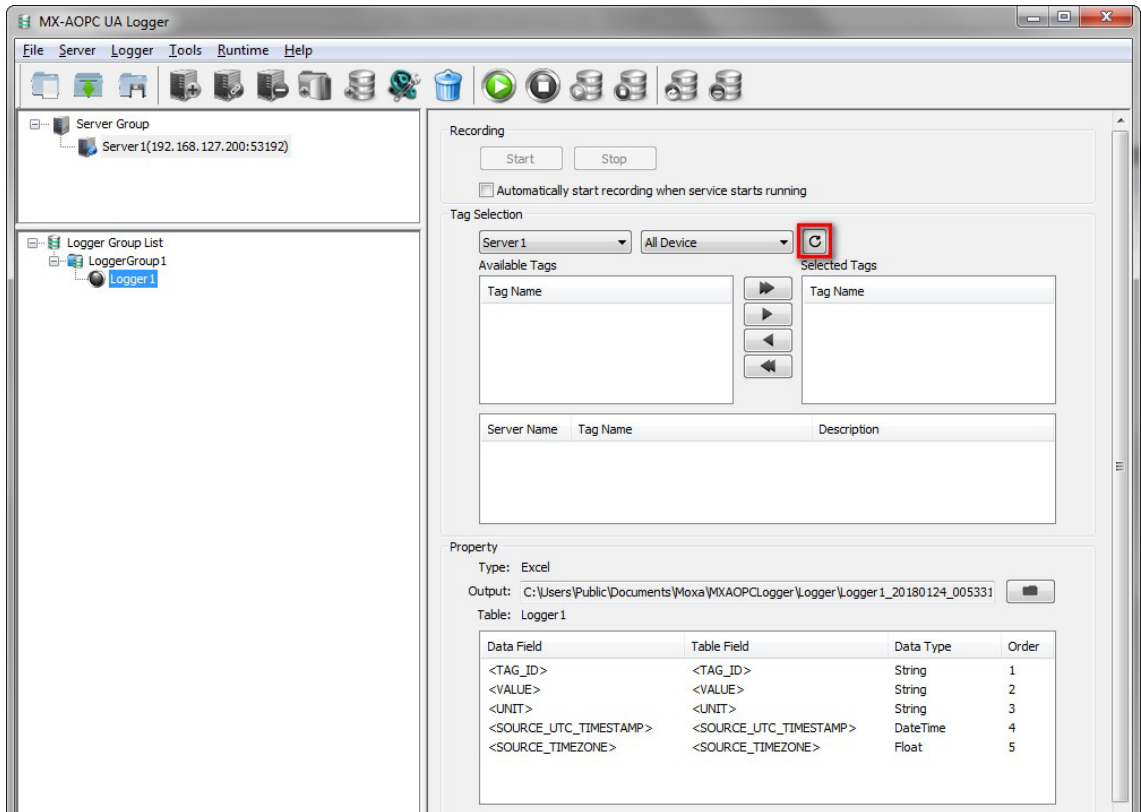 MX-AOPC UA Logger
File Server Logger Tools Runtime Help
Server Group
Server1(192.168.127.200:53192)
Logger Group List
LoggerGroup1
Logger1
Recording
Start Stop
Automatically start recording when service starts running
Tag Selection
Server1 All Device
Available Tags Selected Tags
Tag Name Tag Name
Server Name Tag Name Description
Property
Type: Excel
Output: C:\Users\Public\Documents\Moxa\MXAOPCLogger\Logger\Logger1_20180124_005331
Table: Logger1
Data Field Table Field Data Type Order
<TAG_ID> <TAG_ID> String 1
<VALUE> <VALUE> String 2
<UNIT> <UNIT> String 3
<SOURCE_UTC_TIMESTAMP> <SOURCE_UTC_TIMESTAMP> DateTime 4
<SOURCE_TIMEZONE> <SOURCE_TIMEZONE> Float 5